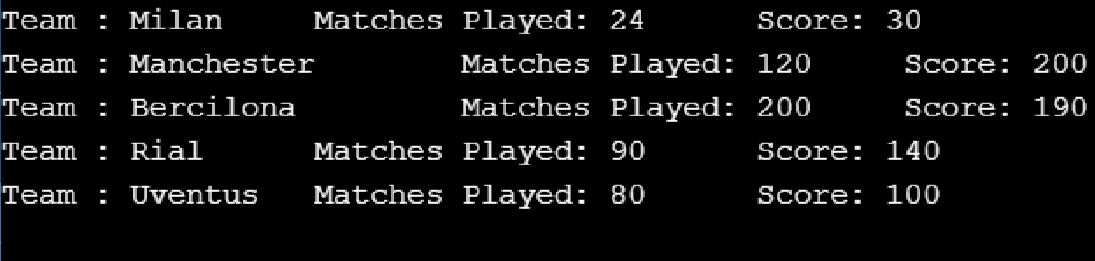 Team : Milan Matches Played: 24 Score: 30
Team : Manchester Matches Played: 120 Score: 200
Team : Bercilona Matches Played: 200 Score: 190
Team : Rial Matches Played: 90 Score: 140
Team : Uventus Matches Played: 80 Score: 100